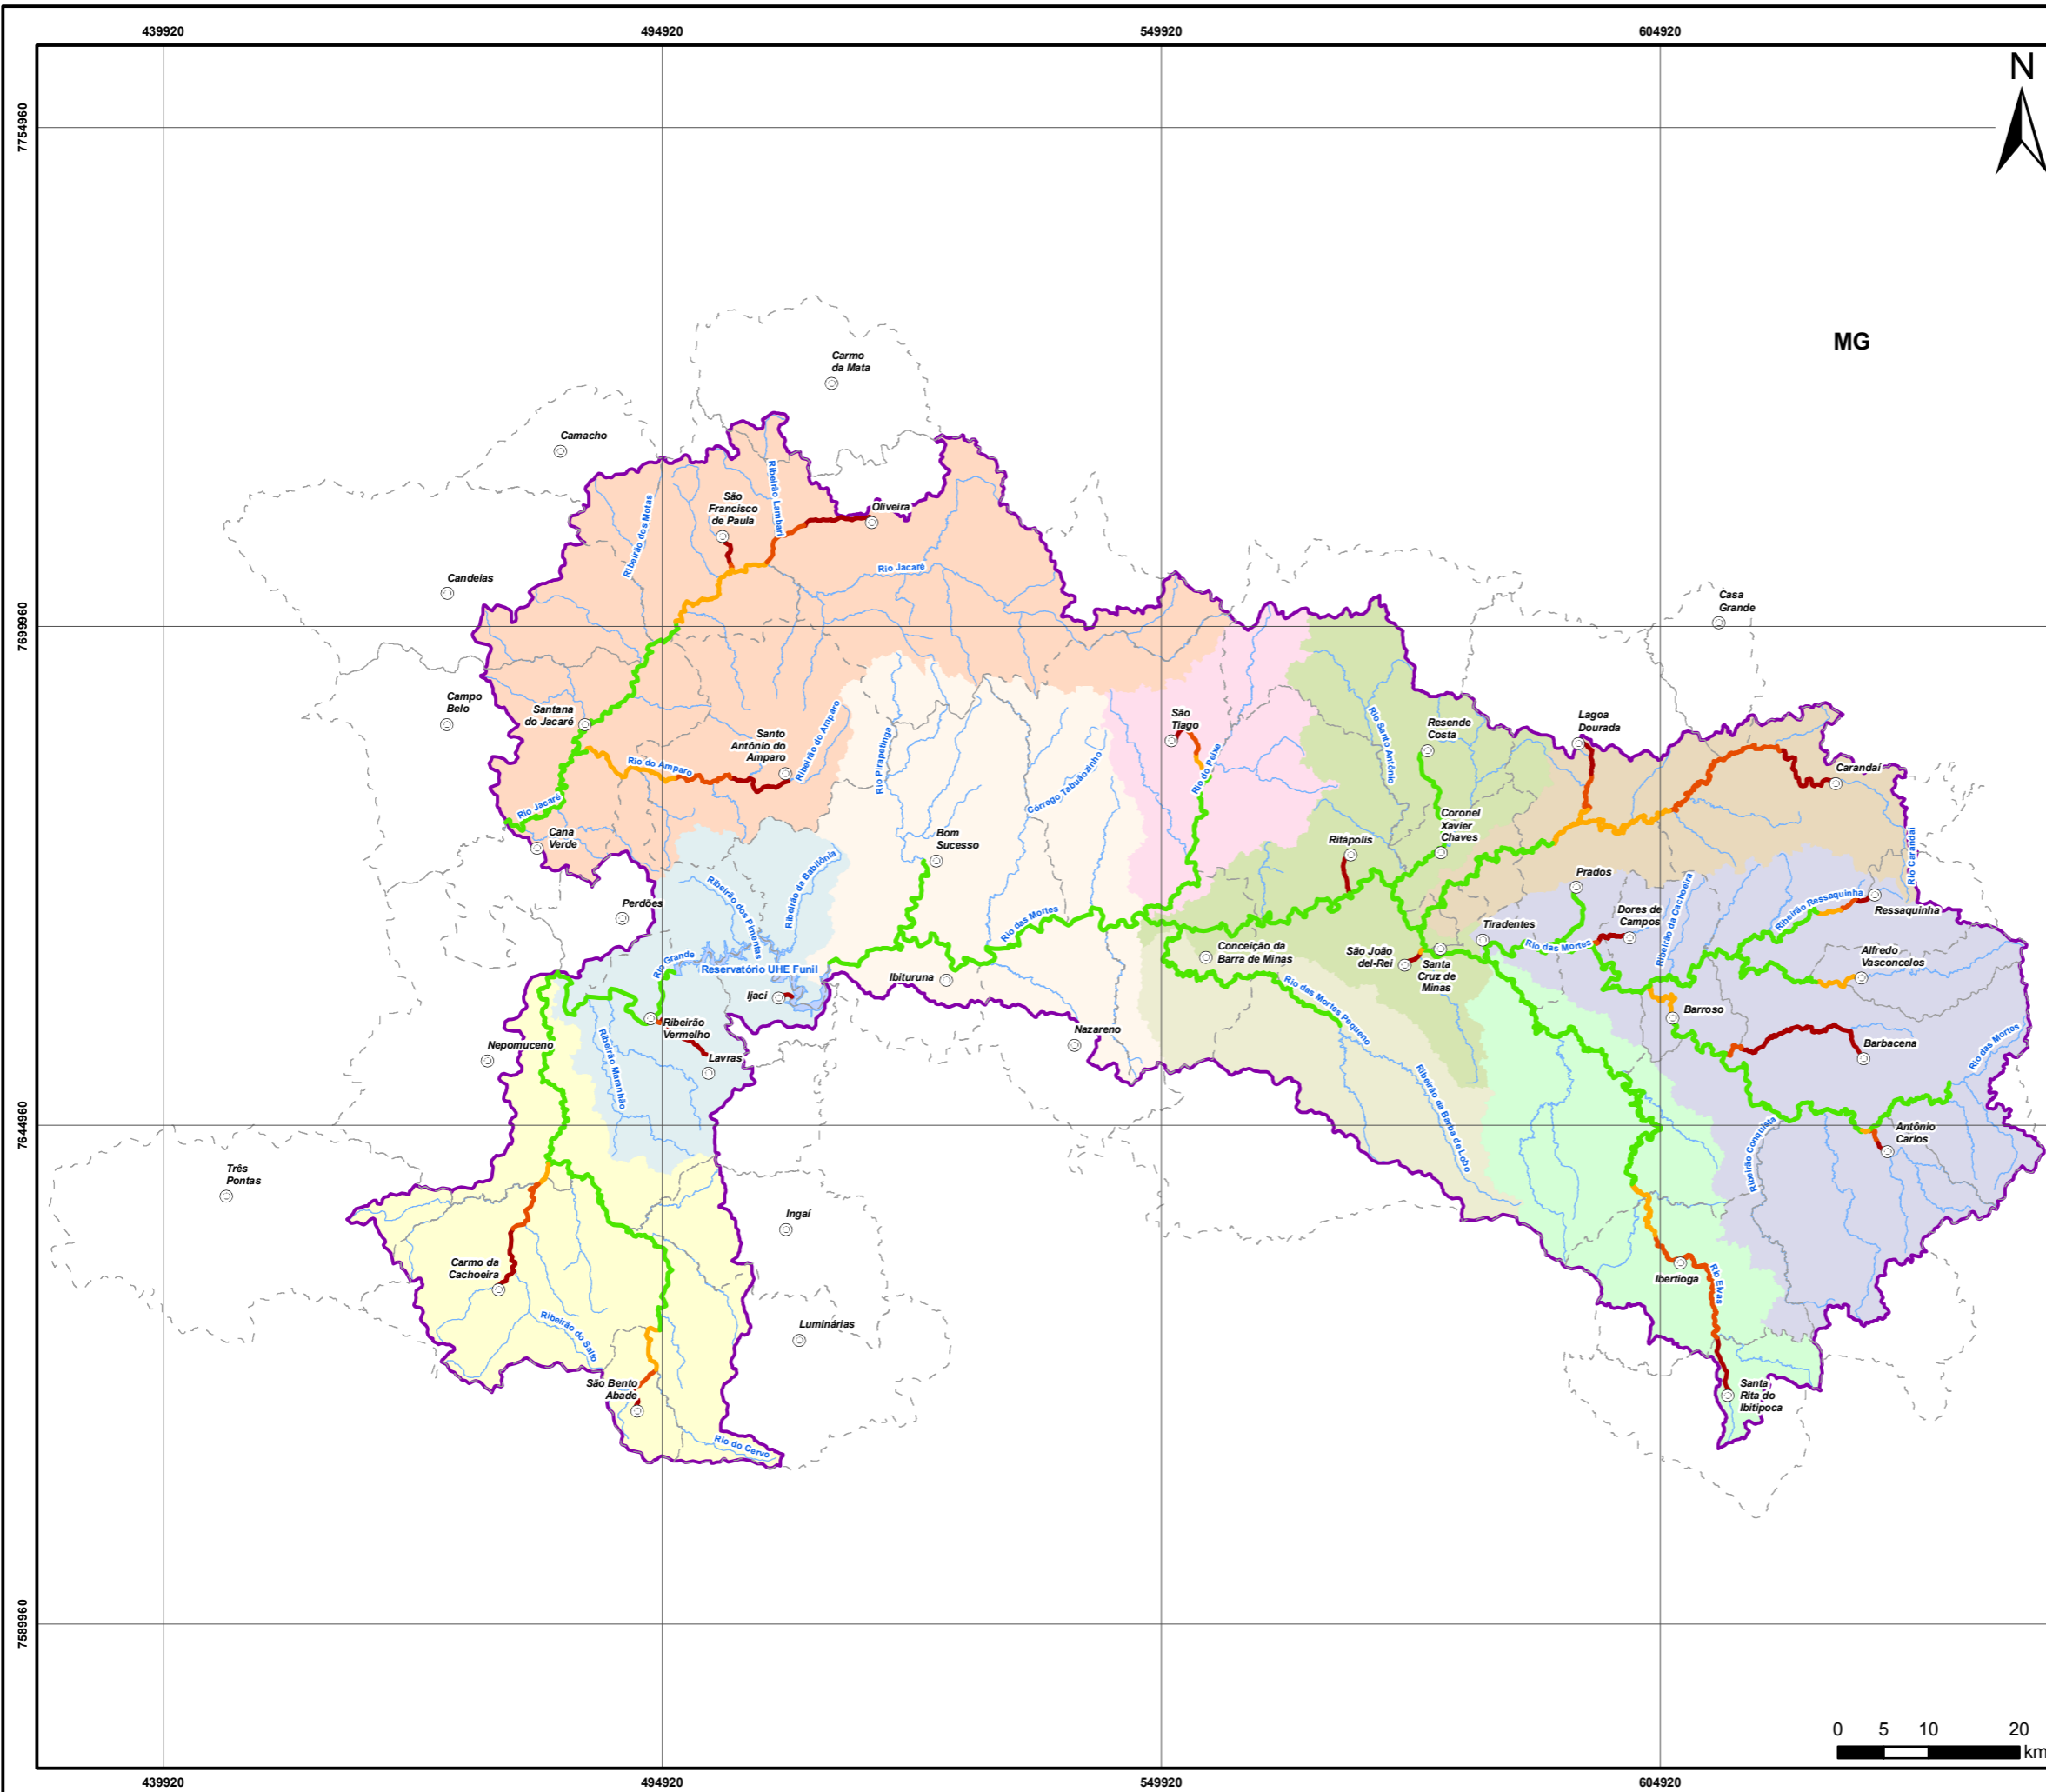 439920
494920
549920
604920
N
7754960
MG
Carmo
da Mata
Camacho
São
Francisco
de Paula
Ribeirão Lambari
Oliveira
Ribeirão dos Motas
Rio Jacaré
Candeias
Casa
Grande
7699960
Campo
Belo
Santana
do Jacaré
Santo
Antônio do
Amparo
Ribeirão do Amparo
Rio do Amparo
Rio Pirapetinga
Córrego Tabuãozinho
São
Tiago
Rio do Peixe
Rio Santo Antônio
Resende
Costa
Lagoa
Dourada
Carandaí
Rio Jacaré
Cana
Verde
Bom
Sucesso
Ritápolis
Coronel
Xavier
Chaves
Rio Carandaí
Perdões
Ribeirão dos Pimentas
Ribeirão da Babilônia
Prados
Dores de
Campos
Ribeirão da Cachoeira
Ribeirão Ressaquinha
Ressaquinha
Rio das Mortes
Tiradentes
Rio das Mortes
Rio Grande
Reservatório UHE Funil
Ijaci
Ibituruna
Conceição da
Barra de Minas
São João
del-Rei
Santa
Cruz de
Minas
Alfredo
Vasconcelos
Rio das Mortes Pequeno
Ribeirão
Vermelho
Lavras
Nepomuceno
Ribeirão Maranhão
Nazareno
Barroso
Barbacena
Rio das Mortes
Ribeirão da Barba de Lobo
7644960
Ribeirão Conquista
Antônio
Carlos
Três
Pontas
Ingaí
Carmo da
Cachoeira
Ibertioga
Rio Elvas
Ribeirão do Salto
Luminárias
São Bento
Abade
Santa
Rita do
Ibitipoca
Rio do Cervo
7589960
0 5 10 20
km
439920
494920
549920
604920